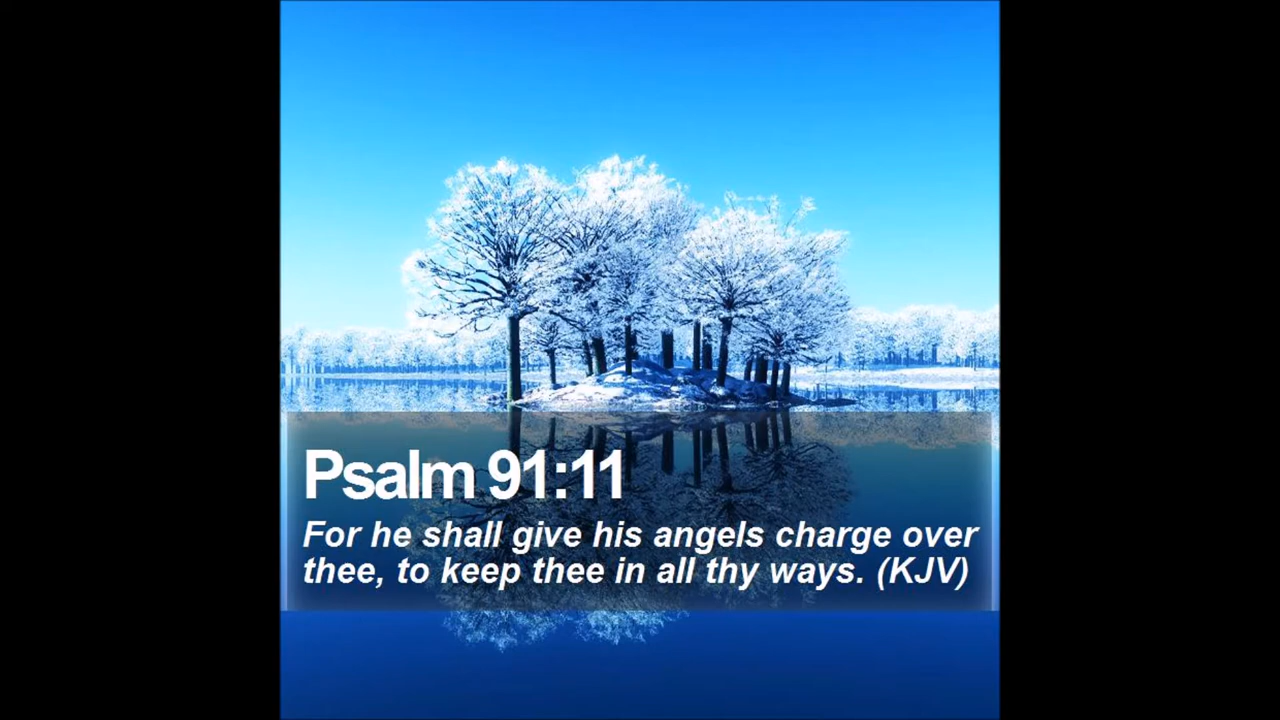 Psalm 91:11
For he shall give his angels charge over
thee, to keep thee in all thy ways. (KJV)